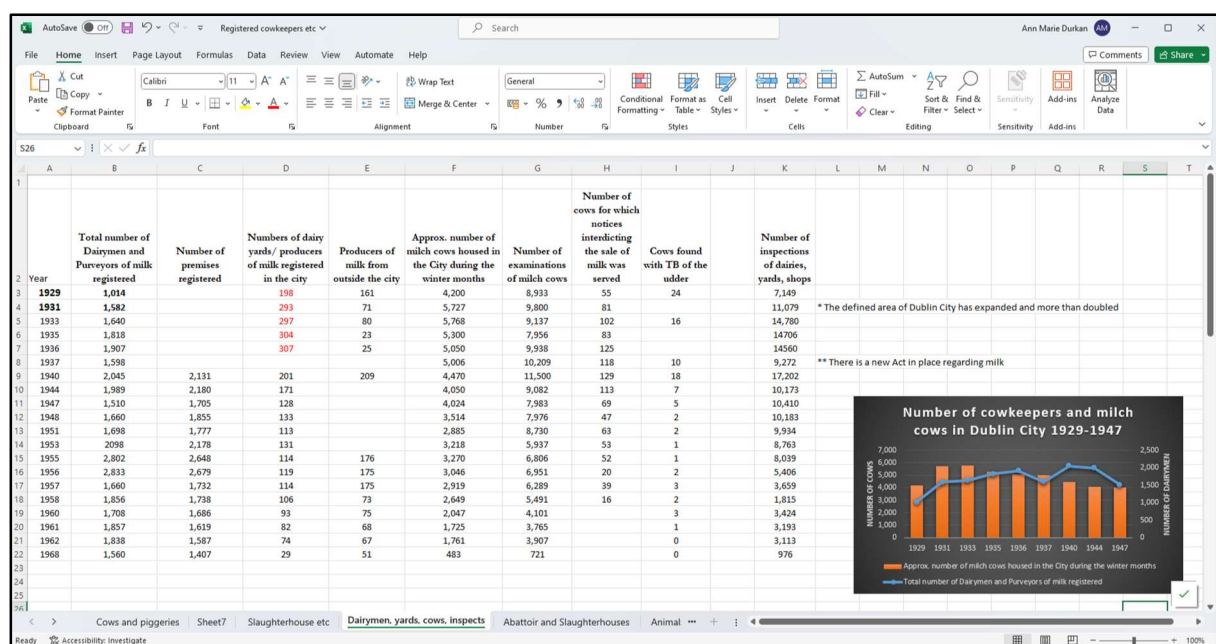 AutoSave Off Registered cowkeepers etc Search Ann Marie Durkan AM
File Home Insert Page Layout Formulas Data Review View Automate Help Comments Share
Paste Cut Copy Format Painter Clipboard
Calibri 11 A A B I U A Font
Wrap Text Merge & Center Alignment
General % Number
Conditional Formatting Format as Table Cell Styles Styles
Insert Delete Format Cells
AutoSum Fill Clear Sort & Filter Find & Select Editing
Sensitivity Sensitivity
Add-ins Add-ins
Analyze Data
S26 fx
A B C D E F G H I J K L M N O P Q R S T
1
2 Year
Total number of Dairymen and Purveyors of milk registered
Number of premises registered
Numbers of dairy yards/ producers of milk registered in the city
Producers of milk from outside the city
Approx. number of milch cows housed in the City during the winter months
Number of examinations of milch cows
Number of cows for which notices interdicting the sale of milk was served
Cows found with TB of the udder
Number of inspections of dairies, yards, shops
3 1929 1,014 198 161 4,200 8,933 55 24 7,149
4 1931 1,582 293 71 5,727 9,800 81 11,079 * The defined area of Dublin City has expanded and more than doubled
5 1933 1,640 297 80 5,768 9,137 102 16 14,780
6 1935 1,818 304 23 5,300 7,956 83 14706
7 1936 1,907 307 25 5,050 9,938 125 14560
8 1937 1,598 5,006 10,209 118 10 9,272 ** There is a new Act in place regarding milk
9 1940 2,045 2,131 201 209 4,470 11,500 129 18 17,202
10 1944 1,989 2,180 171 4,050 9,082 113 7 10,173
11 1947 1,510 1,705 128 4,024 7,983 69 5 10,410
12 1948 1,660 1,855 133 3,514 7,976 47 2 10,183
13 1951 1,698 1,777 113 2,885 8,730 63 2 9,934
14 1953 2098 2,178 131 3,218 5,937 53 1 8,763
15 1955 2,802 2,648 114 176 3,270 6,806 52 1 8,039
16 1956 2,833 2,679 119 175 3,046 6,951 20 2 5,406
17 1957 1,660 1,732 114 175 2,919 6,289 39 3 3,659
18 1958 1,856 1,738 106 73 2,649 5,491 16 2 1,815
19 1960 1,708 1,686 93 75 2,047 4,101 3 3,424
20 1961 1,857 1,619 82 68 1,725 3,765 1 3,193
21 1962 1,838 1,587 74 67 1,761 3,907 0 3,113
22 1968 1,560 1,407 29 51 483 721 0 976
23
24
25
26
Number of cowkeepers and milch
cows in Dublin City 1929-1947
NUMBER OF COWS
7,000
6,000
5,000
4,000
3,000
2,000
1,000
0
2,500
2,000
1,500
1,000
500
0
NUMBER OF DAIRYMEN
1929 1931 1933 1935 1936 1937 1940 1944 1947
Approx. number of milch cows housed in the City during the winter months
Total number of Dairymen and Purveyors of milk registered
Cows and piggeries Sheet7 Slaughterhouse etc Dairymen, yards, cows, inspects Abattoir and Slaughterhouses Animal ...
Ready Accessibility: Investigate 100%